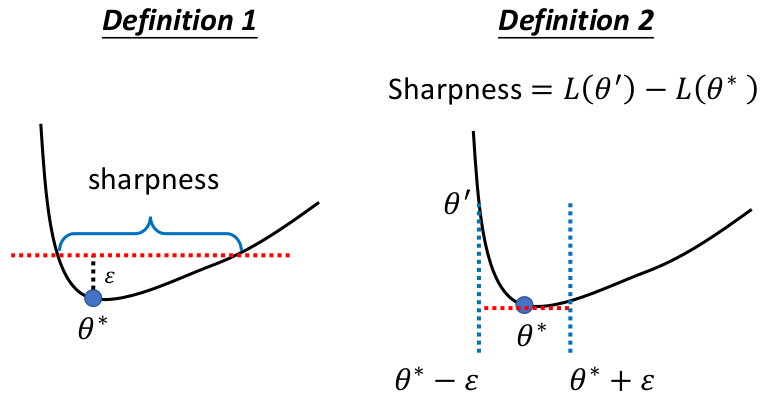 Definition 1
sharpness
ε
θ*
Definition 2
Sharpness = L(θ′) − L(θ*)
θ′
θ*
θ* − ε
θ* + ε